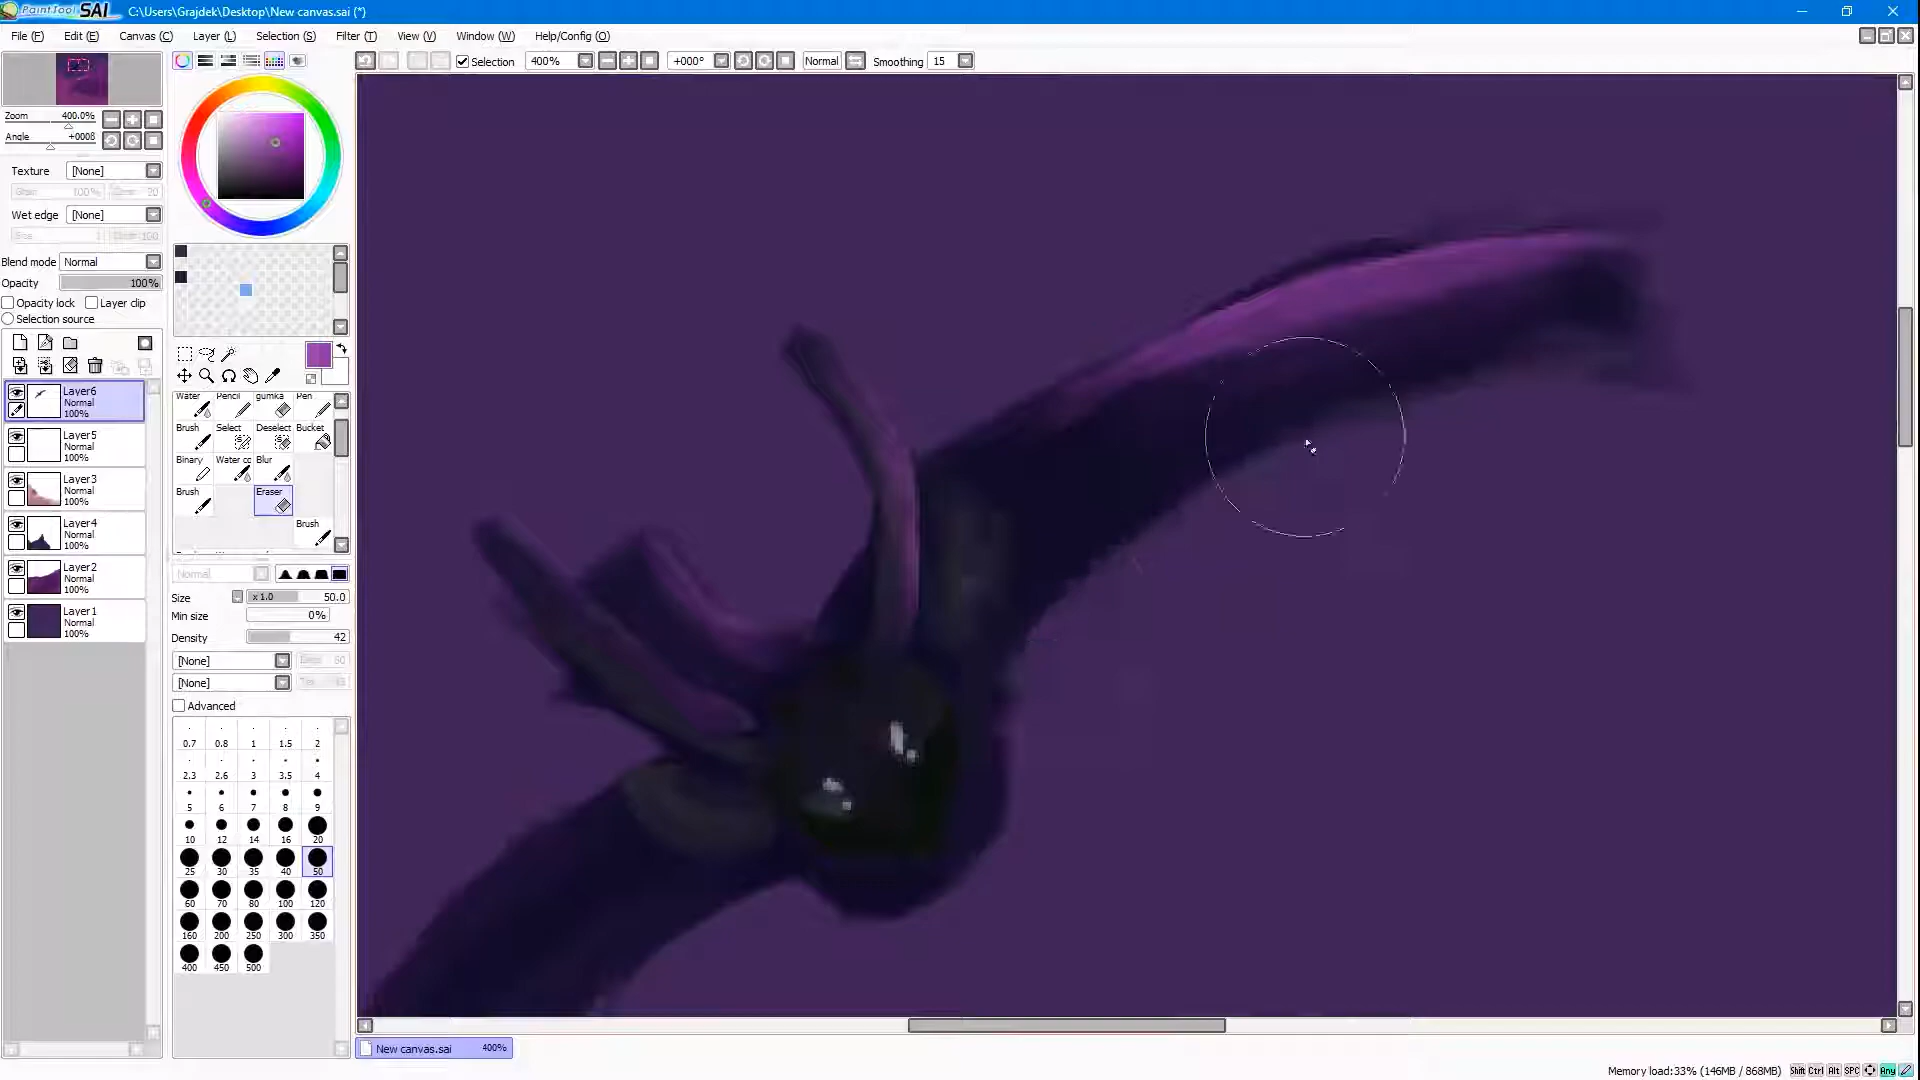 PaintTool SAI C:\Users\Grajdek\Desktop\New canvas.sai (*)
File (F) Edit (E) Canvas (C) Layer (L) Selection (S) Filter (T) View (V) Window (W) Help/Config (O)
Selection 400% +000° Normal Smoothing 15
Zoom 400.0%
Angle +000
Texture [None]
100% 20
Wet edge [None]
1 100
Blend mode Normal
Opacity 100%
Opacity lock Layer clip
Selection source
Layer6
Normal
100%
Layer5
Normal
100%
Layer3
Normal
100%
Layer4
Normal
100%
Layer2
Normal
100%
Layer1
Normal
100%
Water Pencil gumka Pen
Brush Select Deselect Bucket
Binary Water cc Blur
Brush Eraser
Brush
Normal
Size x 1.0 50.0
Min size 0%
Density 42
[None]
[None]
Advanced
0.7 0.8 1 1.5 2
2.3 2.6 3 3.5 4
5 6 7 8 9
10 12 14 16 20
25 30 35 40 50
60 70 80 100 120
160 200 250 300 350
400 450 500
New canvas.sai 400%
Memory load:33% (146MB / 868MB) Shift Ctrl Alt SPC Any